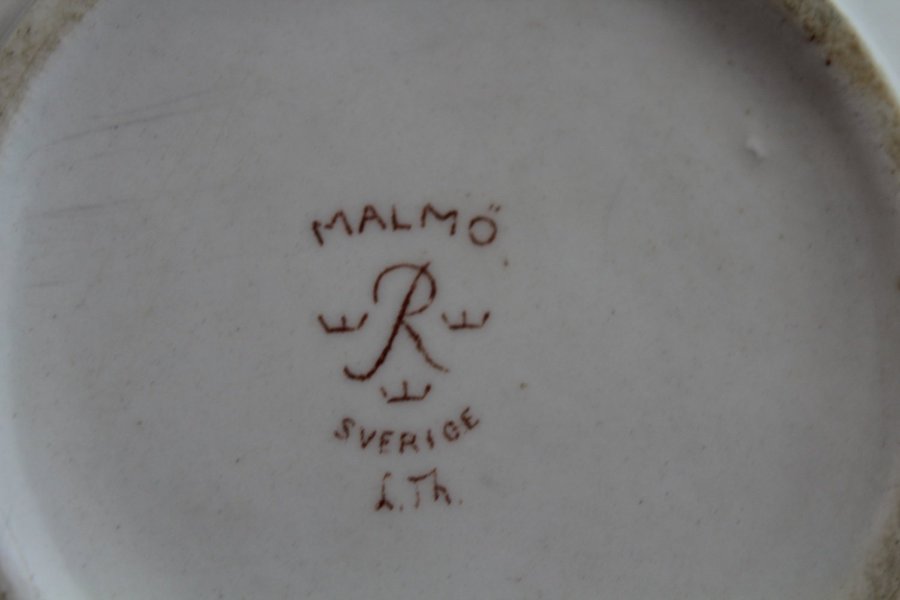 MALMÖ
R
SVERIGE
L.Th.